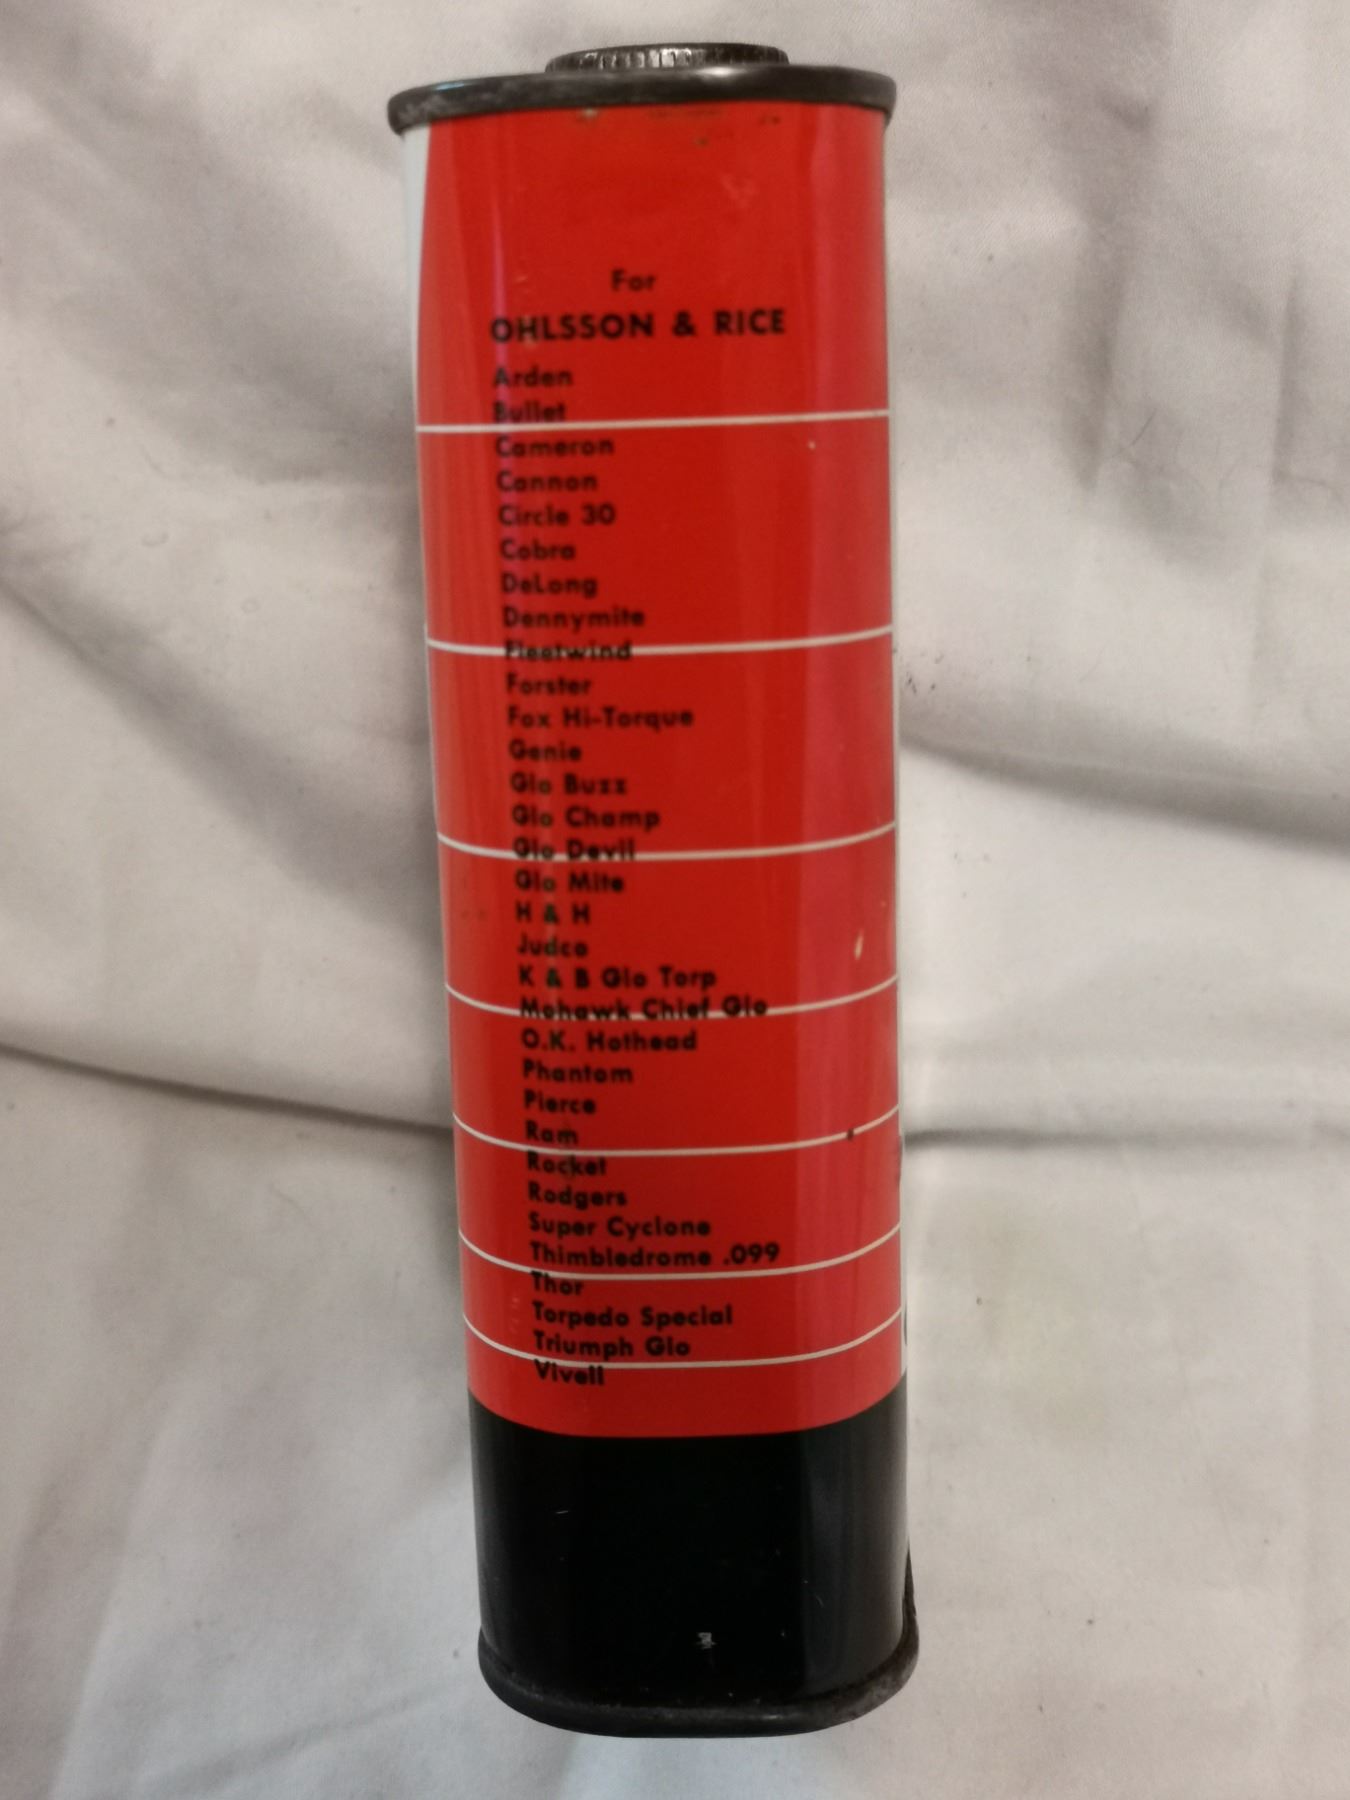 For
OHLSSON & RICE
Arden
Bullet
Cameron
Cannon
Circle 30
Cobra
DeLong
Dennymite
Fleetwind
Forster
Fox Hi-Torque
Genie
Glo Buzz
Glo Champ
Glo Devil
Glo Mite
H & H
Judco
K & B Glo Torp
Mohawk Chief Glo
O.K. Hothead
Phantom
Pierce
Ram
Rocket
Rodgers
Super Cyclone
Thimbledrome .099
Thor
Torpedo Special
Triumph Glo
Vivell